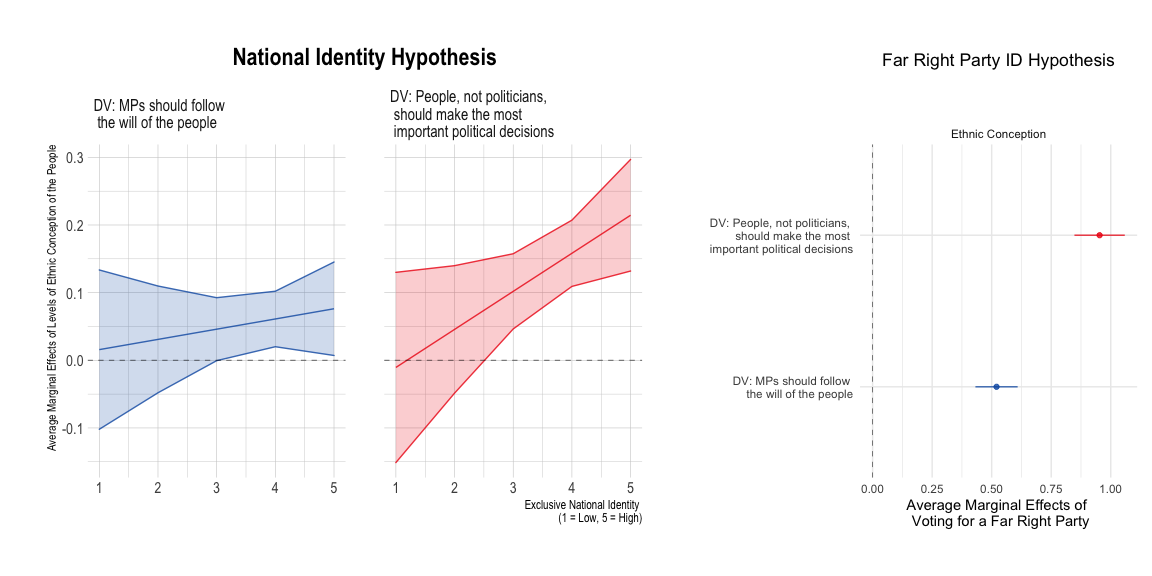 National Identity Hypothesis
DV: MPs should follow
the will of the people
DV: People, not politicians,
should make the most
important political decisions
Average Marginal Effects of Levels of Ethnic Conception of the People
0.3
0.2
0.1
0.0
-0.1
1 2 3 4 5
1 2 3 4 5
Exclusive National Identity
(1 = Low, 5 = High)
Far Right Party ID Hypothesis
Ethnic Conception
DV: People, not politicians,
should make the most
important political decisions
DV: MPs should follow
the will of the people
0.00 0.25 0.50 0.75 1.00
Average Marginal Effects of
Voting for a Far Right Party